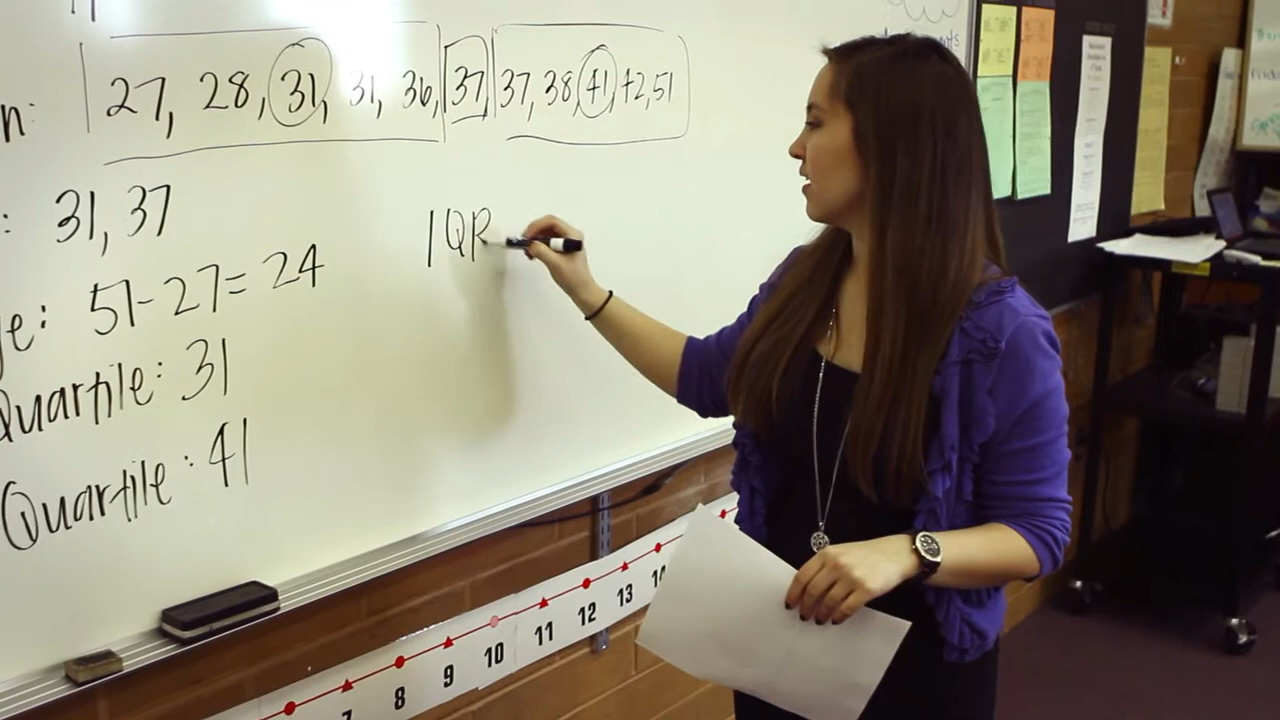 n: 27, 28, 31, 31, 36, 37 37, 38, 41, 42, 51
: 31, 37
IQR
ge: 51-27=24
Quartile: 31
Quartile: 41
7 8 9 10 11 12 13 14